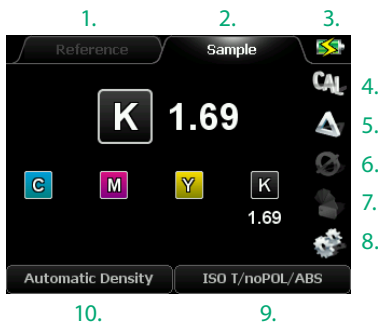 1. 2. 3.
Reference Sample
CAL 4.
K 1.69
5.
6.
C M Y K
7.
1.69
8.
Automatic Density ISO T/noPOL/ABS
10. 9.